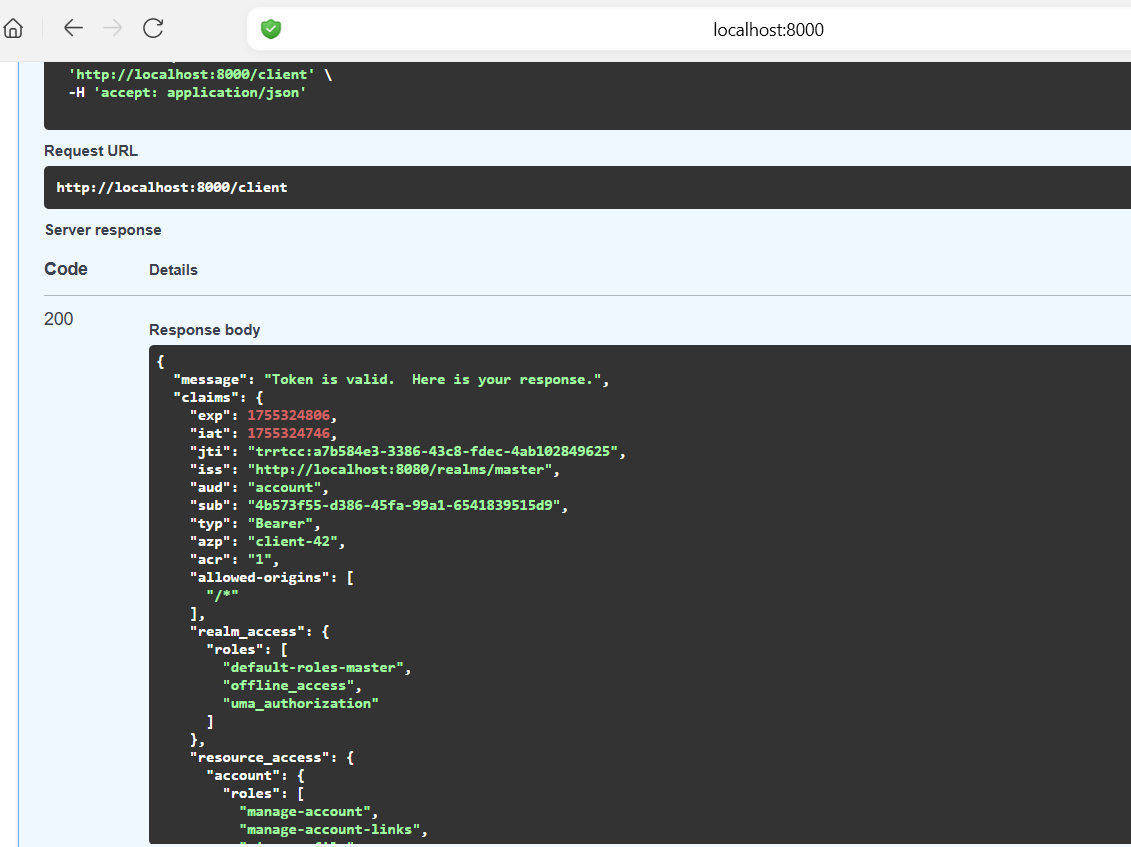 localhost:8000
'http://localhost:8000/client' \
-H 'accept: application/json'
Request URL
http://localhost:8000/client
Server response
Code Details
200
Response body
{
"message": "Token is valid.  Here is your response.",
"claims": {
"exp": 1755324806,
"iat": 1755324746,
"jti": "trrtcc:a7b584e3-3386-43c8-fdec-4ab102849625",
"iss": "http://localhost:8080/realms/master",
"aud": "account",
"sub": "4b573f55-d386-45fa-99a1-6541839515d9",
"typ": "Bearer",
"azp": "client-42",
"acr": "1",
"allowed-origins": [
"/*"
],
"realm_access": {
"roles": [
"default-roles-master",
"offline_access",
"uma_authorization"
]
},
"resource_access": {
"account": {
"roles": [
"manage-account",
"manage-account-links",